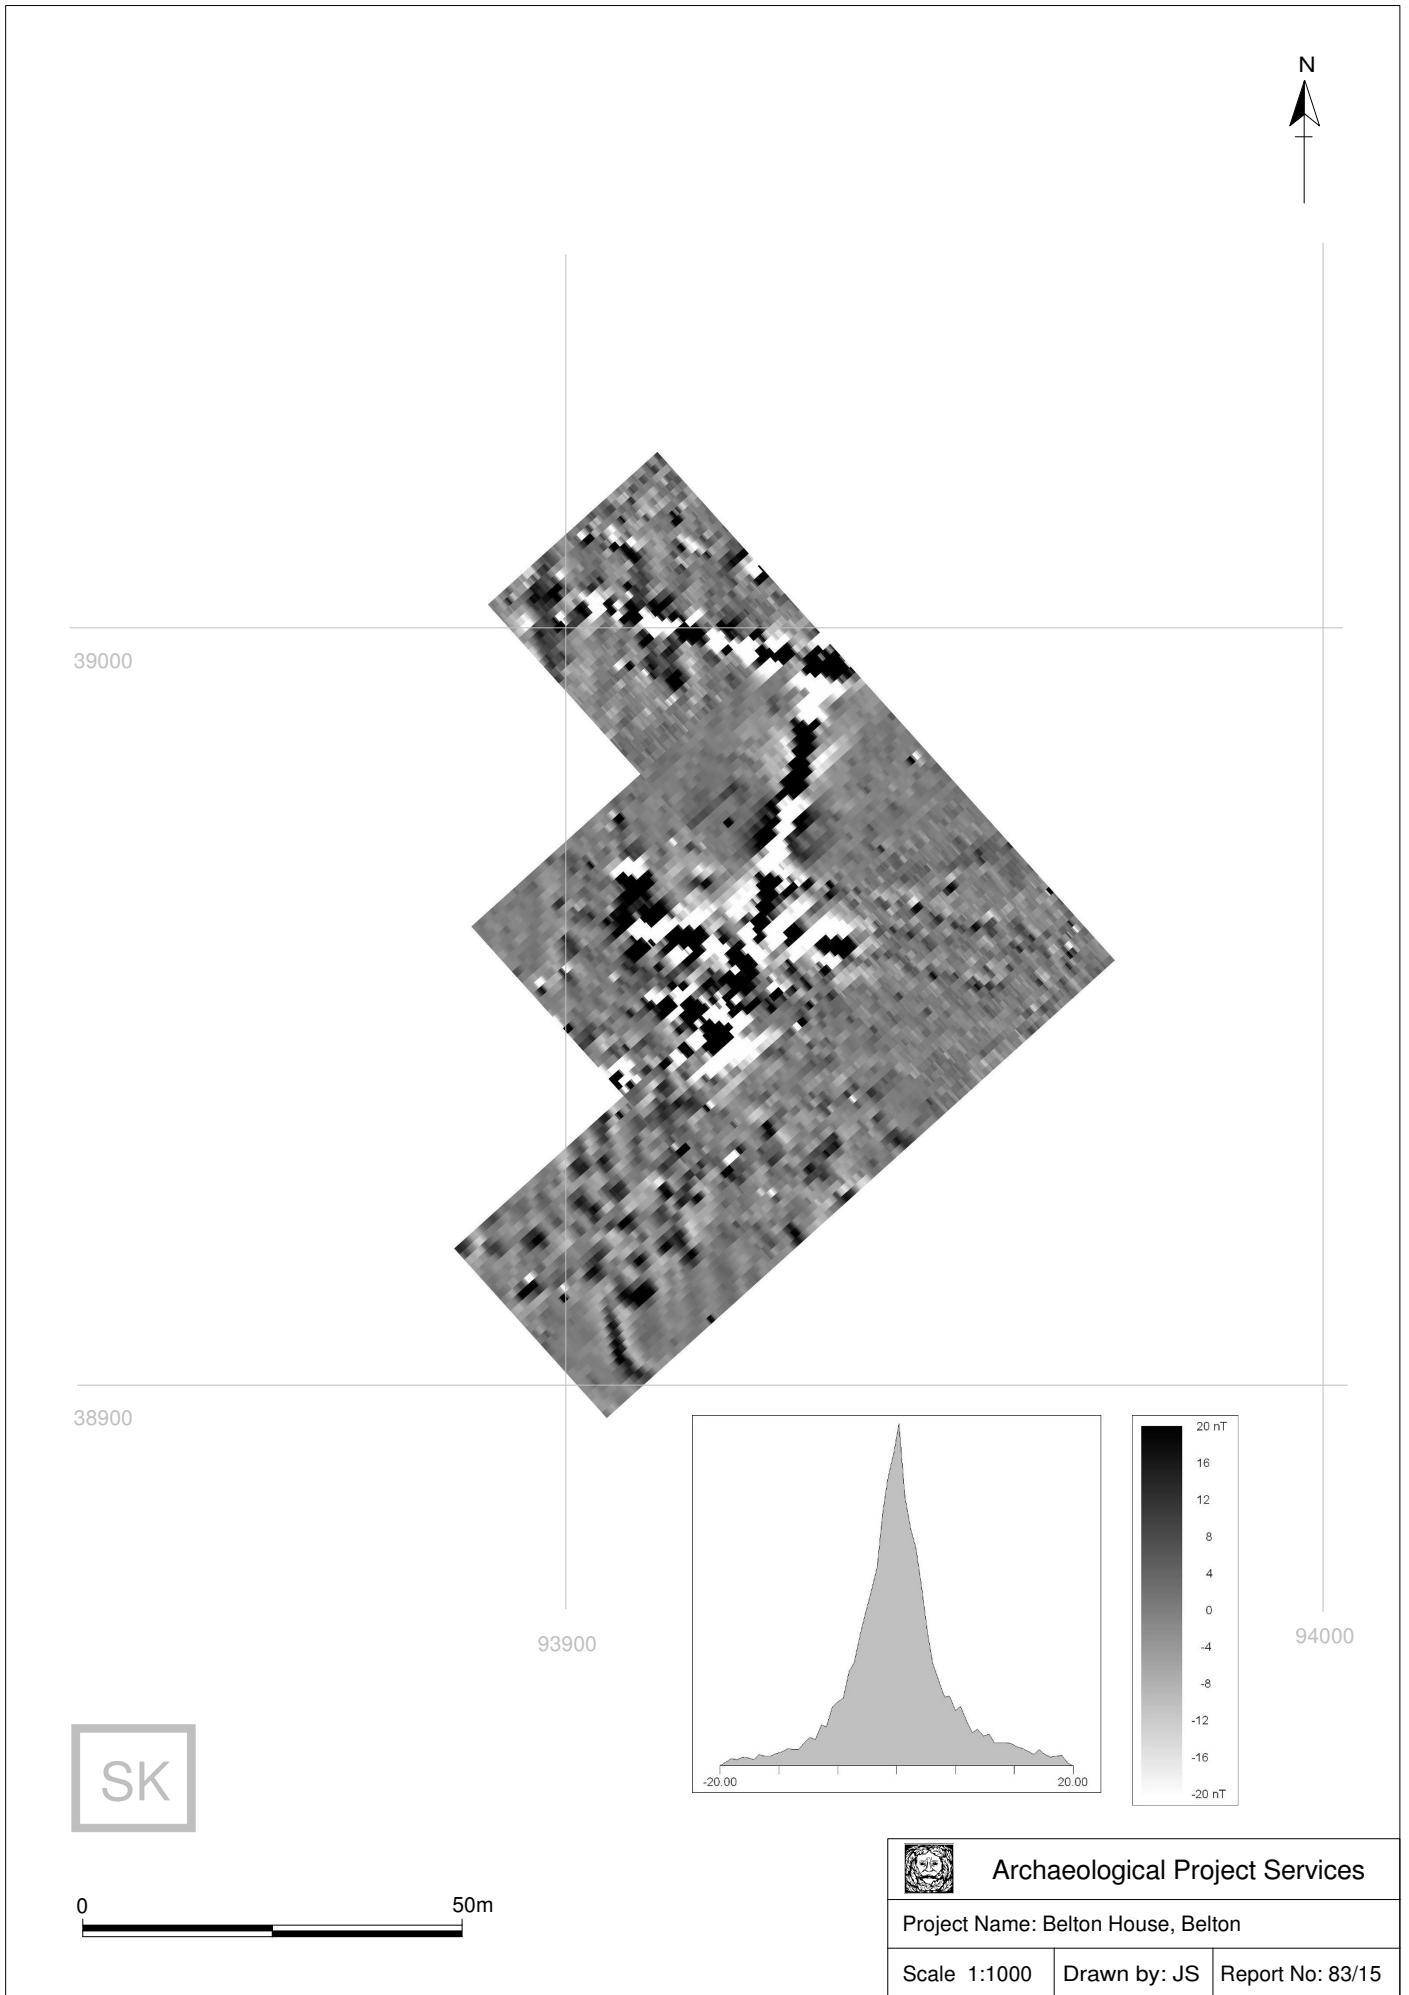 N
39000
38900
93900
94000
-20.00
20.00
20 nT
16
12
8
4
0
-4
-8
-12
-16
-20 nT
SK
0
50m
Archaeological Project Services
Project Name: Belton House, Belton
Scale 1:1000
Drawn by: JS
Report No: 83/15